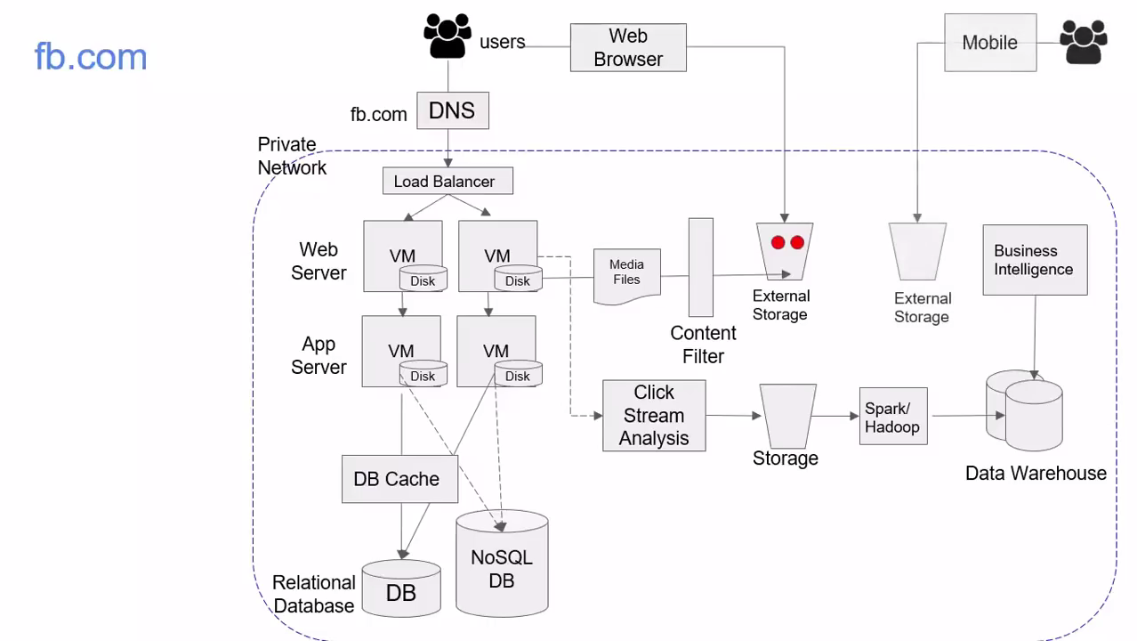 fb.com
users
Web
Browser
Mobile
fb.com
DNS
Private
Network
Load Balancer
Web
Server
VM
Disk
VM
Disk
Media
Files
Content
Filter
External
Storage
External
Storage
Business
Intelligence
App
Server
VM
Disk
VM
Disk
Click
Stream
Analysis
Storage
Spark/
Hadoop
Data Warehouse
DB Cache
Relational
Database
DB
NoSQL
DB